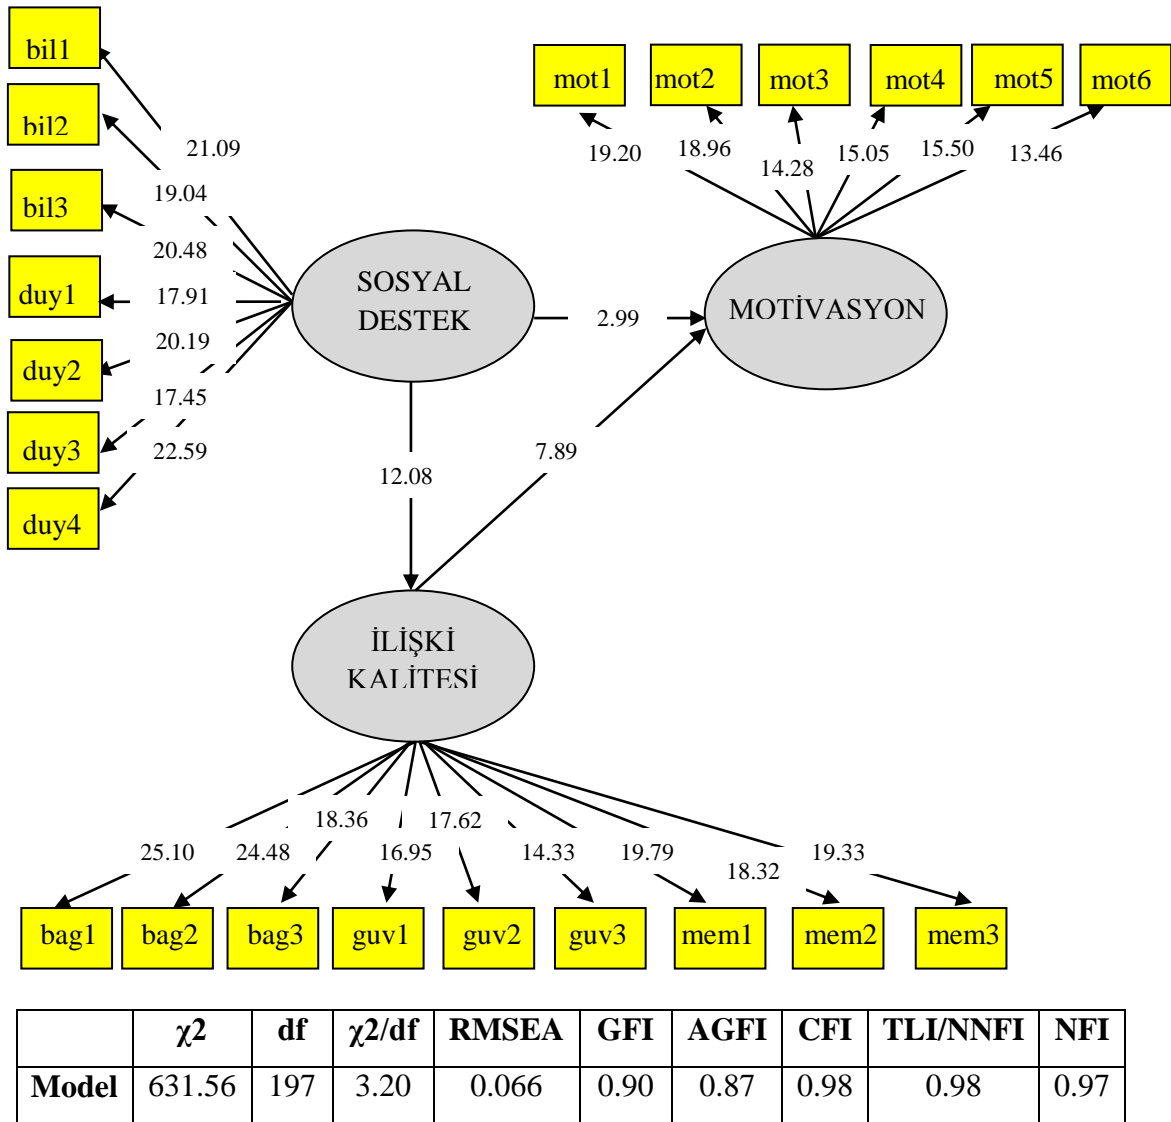 bil1
bil2
bil3
duy1
duy2
duy3
duy4
21.09
19.04
20.48
17.91
20.19
17.45
22.59
SOSYAL
DESTEK
mot1 mot2 mot3 mot4 mot5 mot6
19.20 18.96 14.28 15.05 15.50 13.46
MOTİVASYON
2.99
12.08
7.89
İLİŞKİ
KALİTESİ
25.10 24.48 18.36 16.95 17.62 14.33 19.79 18.32 19.33
bag1 bag2 bag3 guv1 guv2 guv3 mem1 mem2 mem3
χ2 df χ2/df RMSEA GFI AGFI CFI TLI/NNFI NFI
Model 631.56 197 3.20 0.066 0.90 0.87 0.98 0.98 0.97